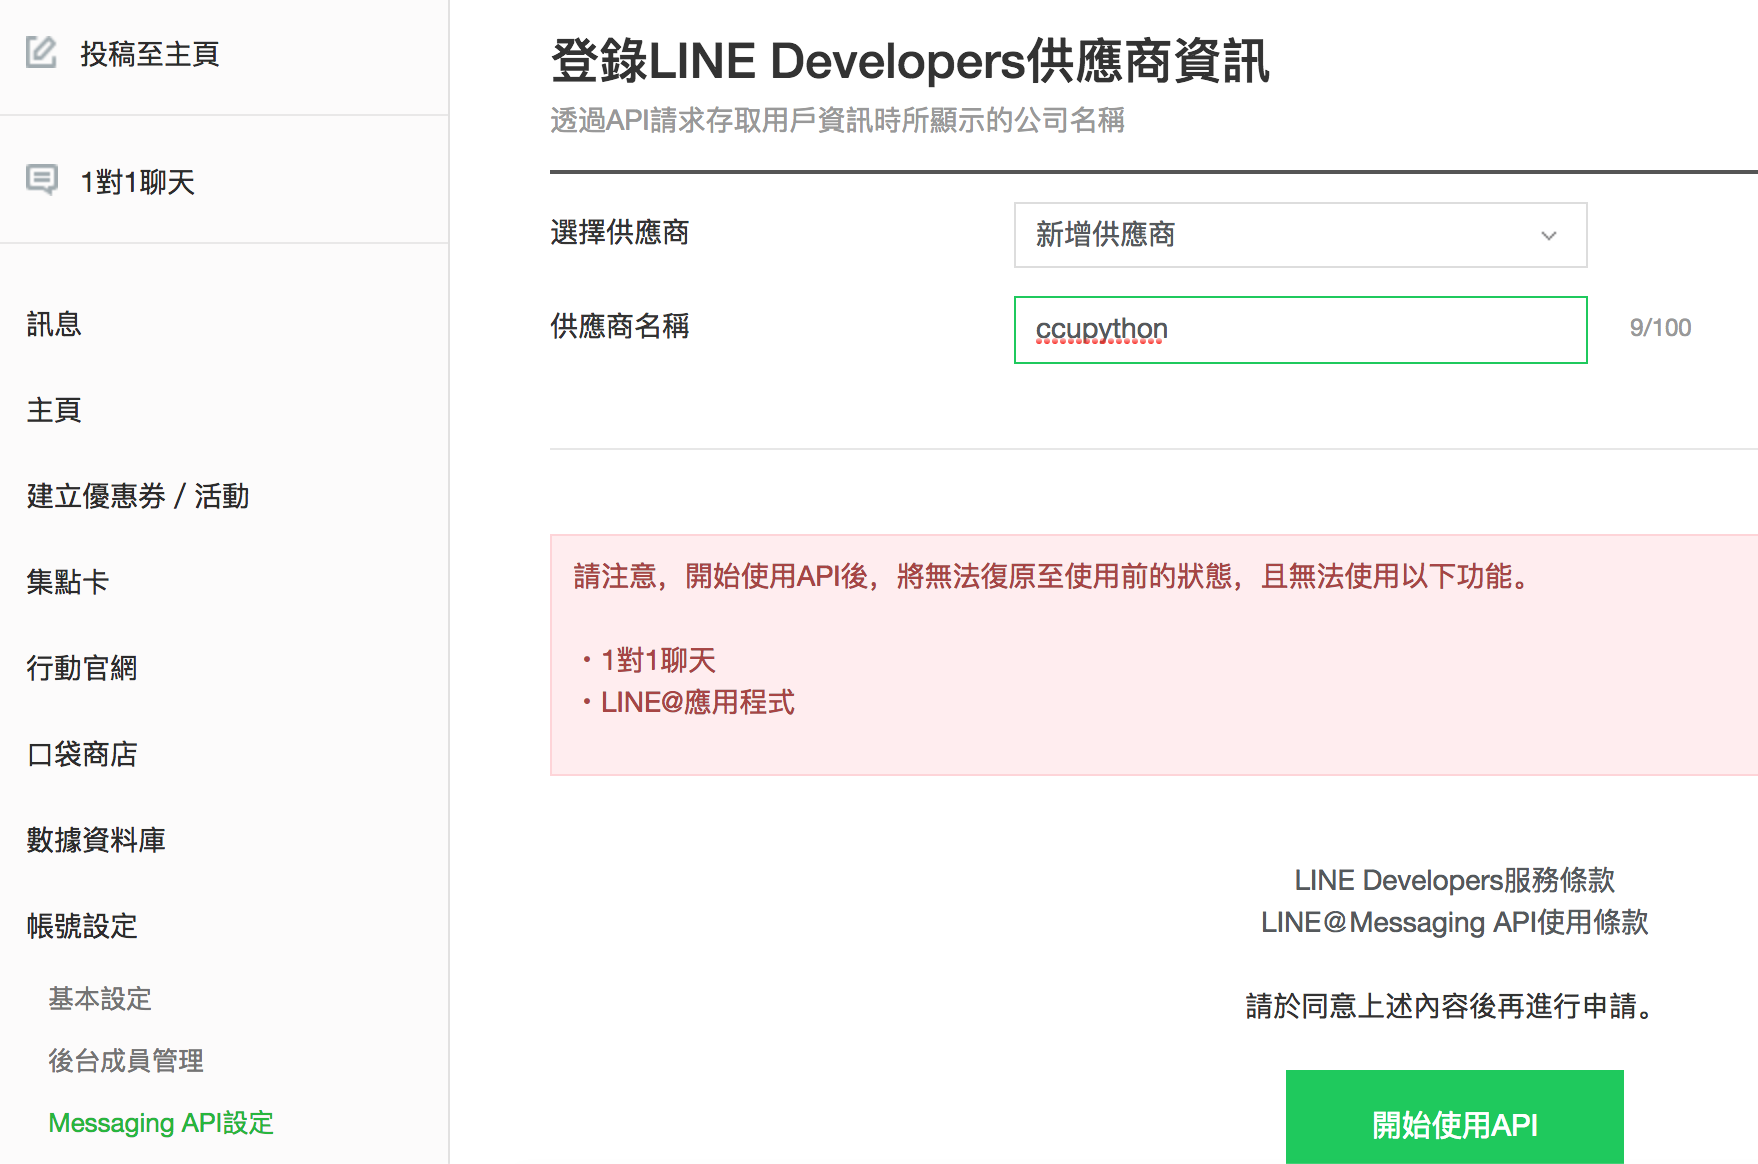 投稿至主頁
1對1聊天
訊息
主頁
建立優惠券 / 活動
集點卡
行動官網
口袋商店
數據資料庫
帳號設定
基本設定
後台成員管理
Messaging API設定
登錄LINE Developers供應商資訊
透過API請求存取用戶資訊時所顯示的公司名稱
選擇供應商
新增供應商
供應商名稱
ccupython
9/100
請注意，開始使用API後，將無法復原至使用前的狀態，且無法使用以下功能。
・1對1聊天
・LINE@應用程式
LINE Developers服務條款
LINE@Messaging API使用條款
請於同意上述內容後再進行申請。
開始使用API